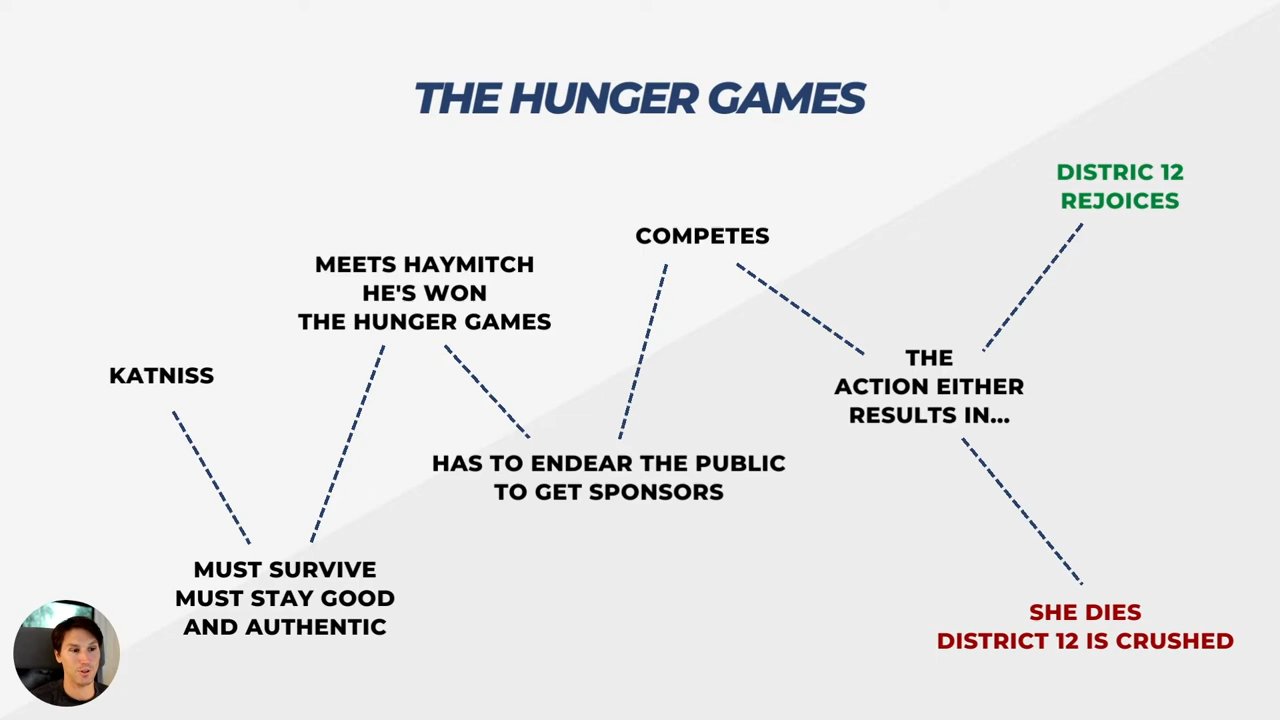 THE HUNGER GAMES
KATNISS
MUST SURVIVE
MUST STAY GOOD
AND AUTHENTIC
MEETS HAYMITCH
HE'S WON
THE HUNGER GAMES
HAS TO ENDEAR THE PUBLIC
TO GET SPONSORS
COMPETES
THE
ACTION EITHER
RESULTS IN...
DISTRIC 12
REJOICES
SHE DIES
DISTRICT 12 IS CRUSHED